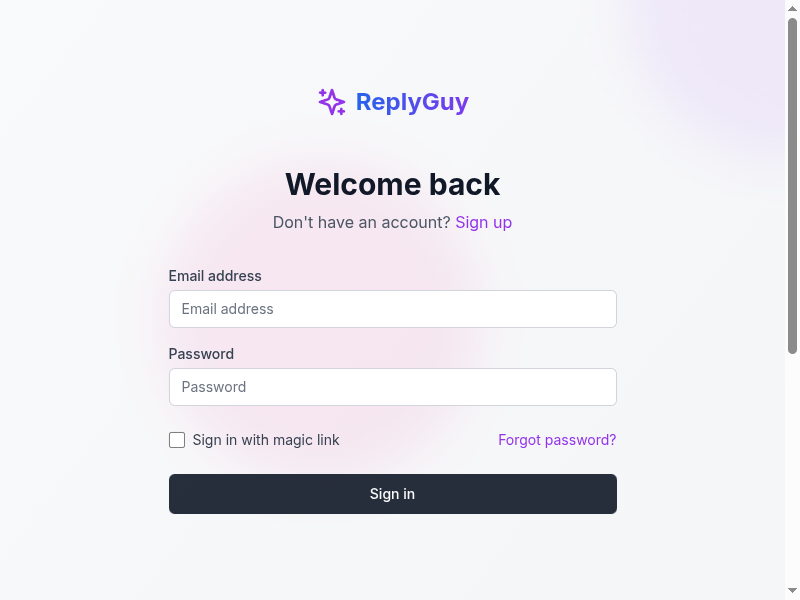 ReplyGuy
Welcome back
Don't have an account? Sign up
Email address
Email address
Password
Password
Sign in with magic link
Forgot password?
Sign in